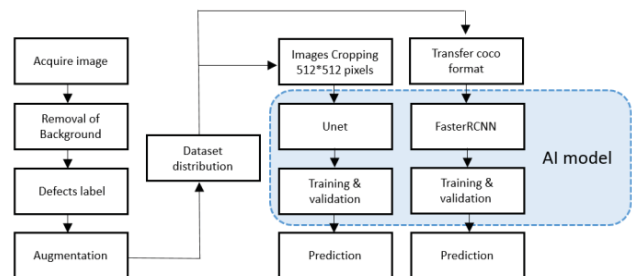 Acquire image
Removal of
Background
Defects label
Augmentation
Dataset
distribution
Images Cropping
512*512 pixels
Unet
Training &
validation
Prediction
Transfer coco
format
FasterRCNN
Training &
validation
Prediction
AI model